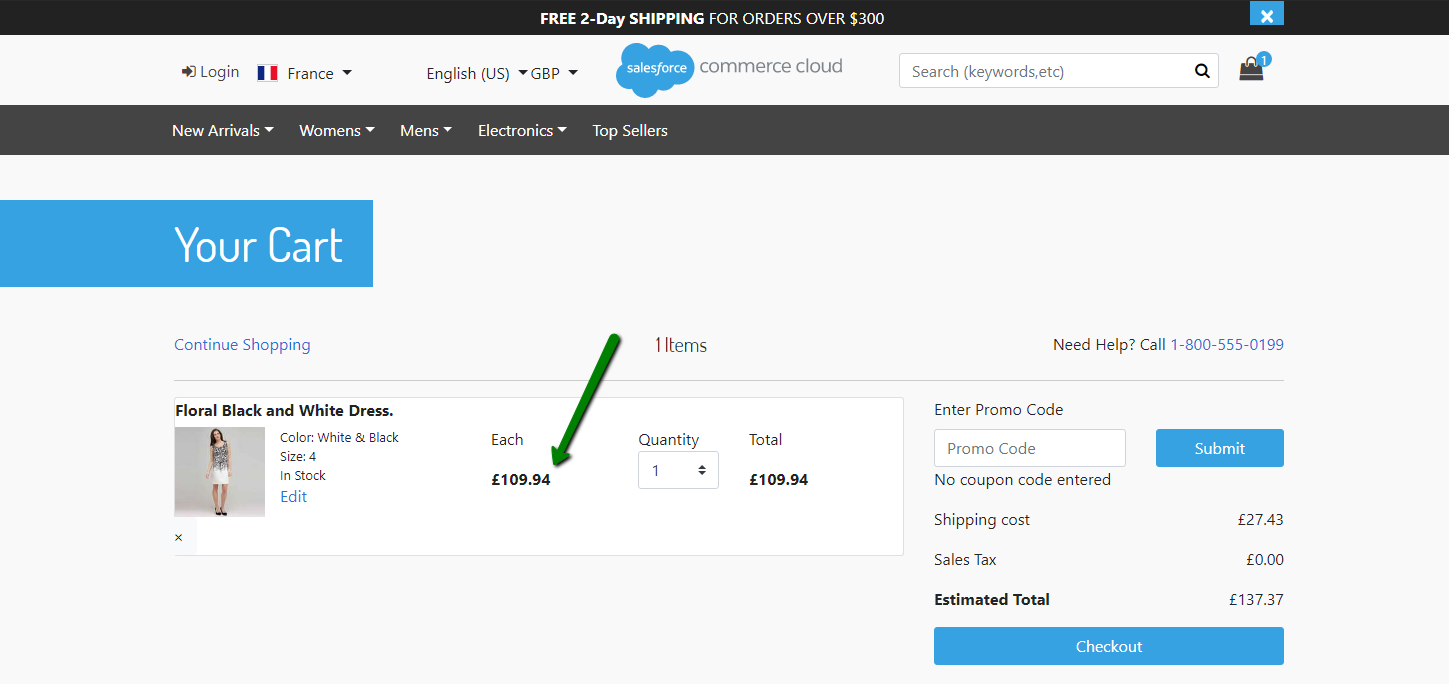 FREE 2-Day SHIPPING FOR ORDERS OVER $300
Login France English (US) GBP salesforce commerce cloud Search (keywords,etc) 1
New Arrivals Womens Mens Electronics Top Sellers
Your Cart
Continue Shopping 1 Items Need Help? Call 1-800-555-0199
Floral Black and White Dress.
Color: White & Black
Size: 4
In Stock
Edit
Each
£109.94
Quantity
1
Total
£109.94
×
Enter Promo Code
Promo Code Submit
No coupon code entered
Shipping cost £27.43
Sales Tax £0.00
Estimated Total £137.37
Checkout